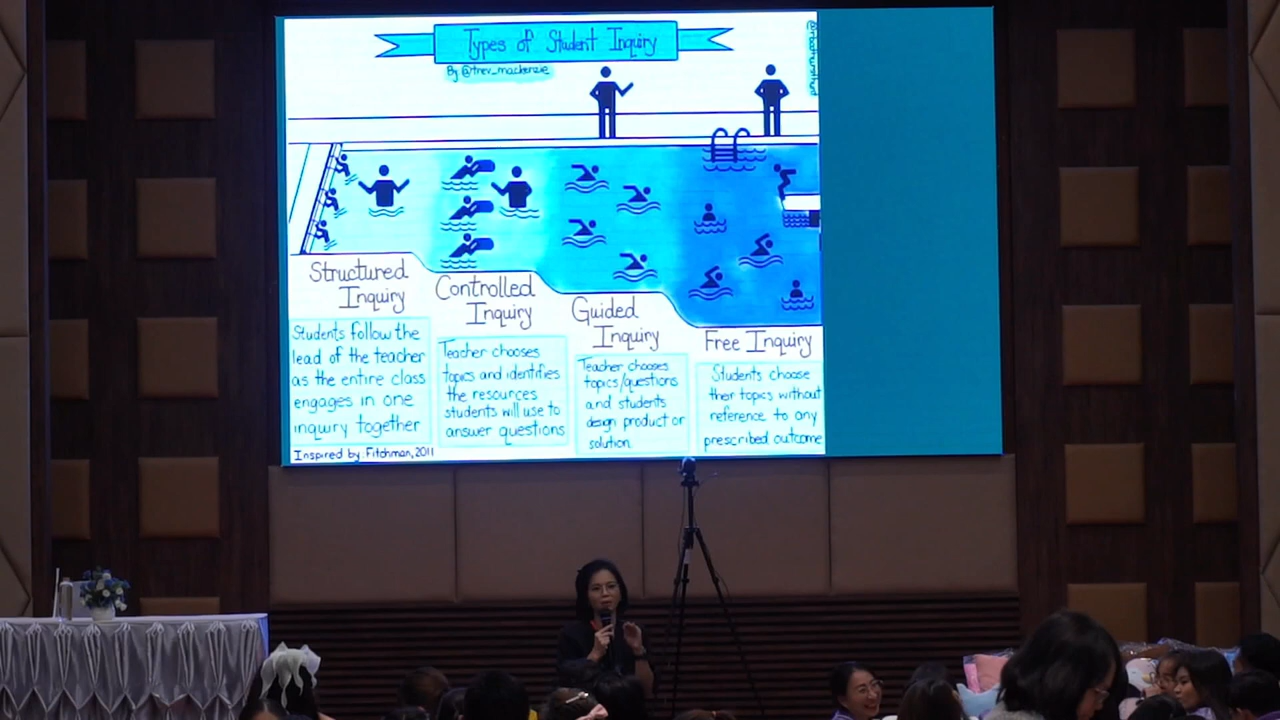 Types of Student Inquiry
By @trev_mackenzie
Structured
Inquiry
Students follow the
lead of the teacher
as the entire class
engages in one
inquiry together
Controlled
Inquiry
Teacher chooses
topics and identifies
the resources
students will use to
answer questions
Guided
Inquiry
Teacher chooses
topics/questions
and students
design product or
solution
Free Inquiry
Students choose
ther topics without
reference to any
prescribed outcome
Inspired by: Fitchman, 2011